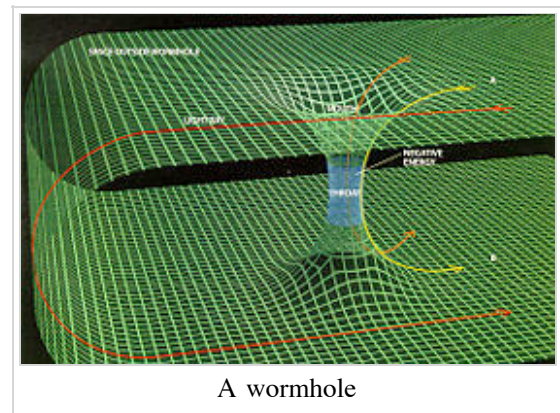 SPACE OUTSIDE WORMHOLE
A
MOUTH
LIGHT RAY
NEGATIVE
ENERGY
THROAT
B
A wormhole